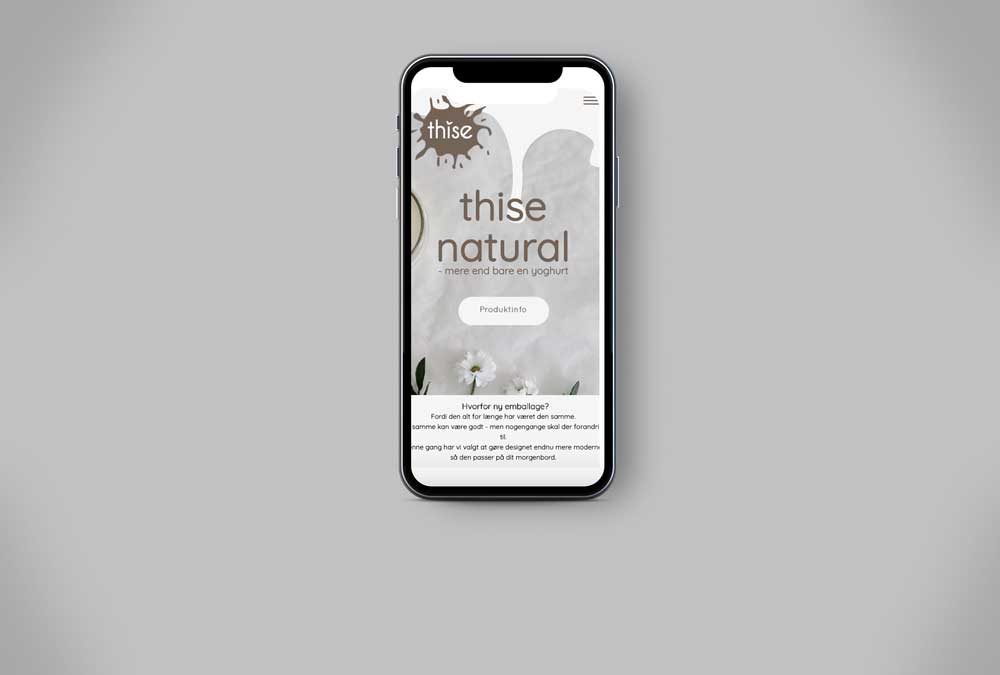 thise
thise
natural
- mere end bare en yoghurt
Produktinfo
Hvorfor ny emballage?
Fordi den alt for længe har været den samme.
samme kan være godt - men nogengange skal der forandri
til.
nne gang har vi valgt at gøre designet endnu mere moderne
så den passer på dit morgenbord.